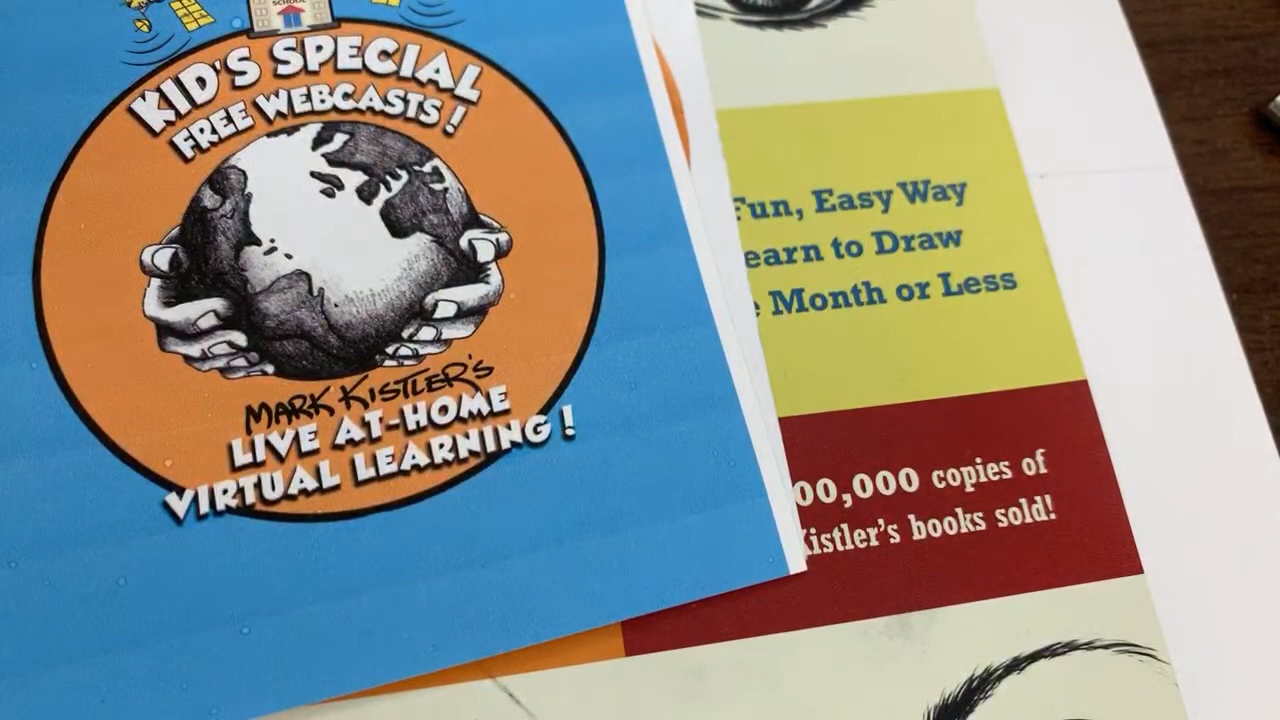 SCHOOL
KID'S SPECIAL
FREE WEBCASTS!
MARK KISTLER'S
LIVE AT-HOME
VIRTUAL LEARNING!
Fun, Easy Way
earn to Draw
Month or Less
00,000 copies of
Kistler's books sold!